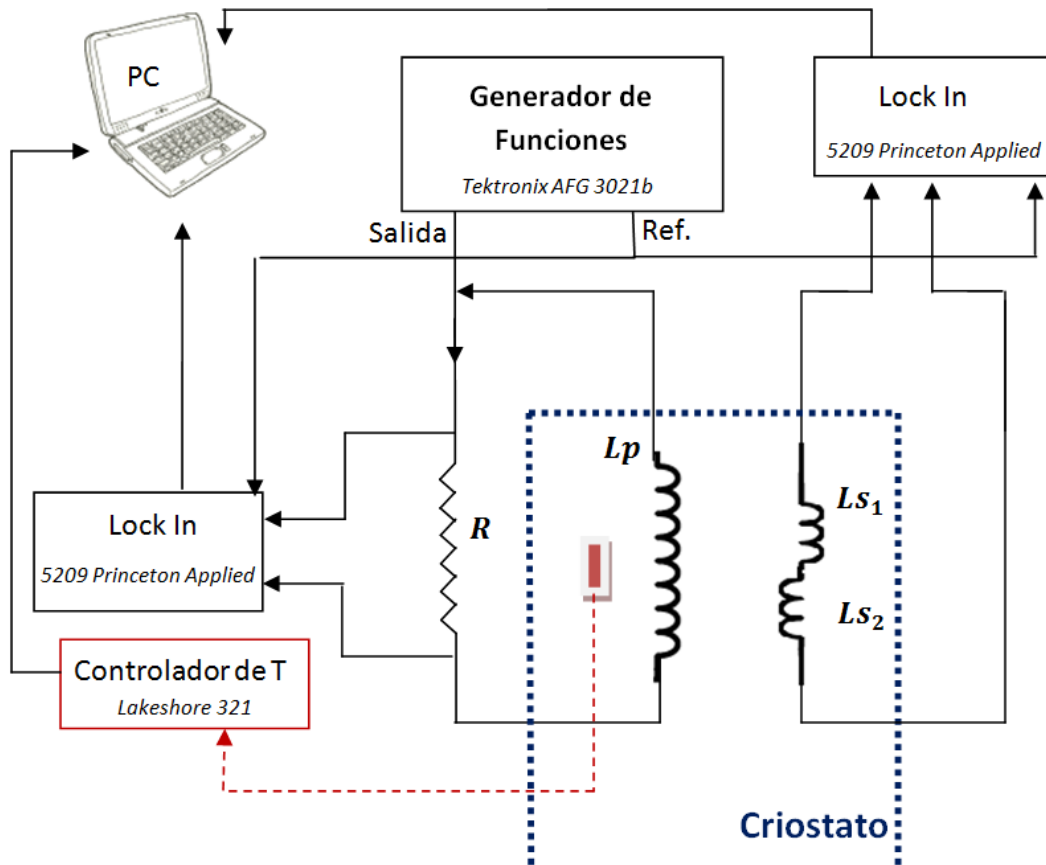 PC
Generador de
Funciones
Tektronix AFG 3021b
Lock In
5209 Princeton Applied
Salida
Ref.
Lp
Ls₁
R
Lock In
5209 Princeton Applied
Ls₂
Controlador de T
Lakeshore 321
Criostato